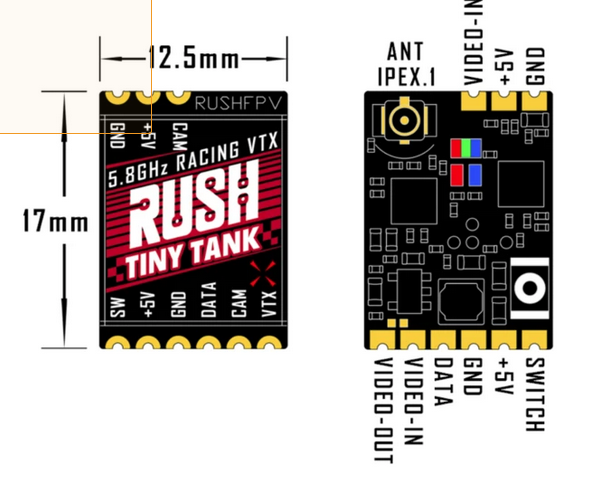 12.5mm
RUSHFPV
GND
+5V
CAM
5.8GHz RACING VTX
RUSH
TINY TANK
17mm
SW
+5V
GND
DATA
CAM
VTX
ANT
IPEX.1
VIDEO-IN
+5V
GND
VIDEO-OUT
VIDEO-IN
DATA
GND
+5V
SWITCH